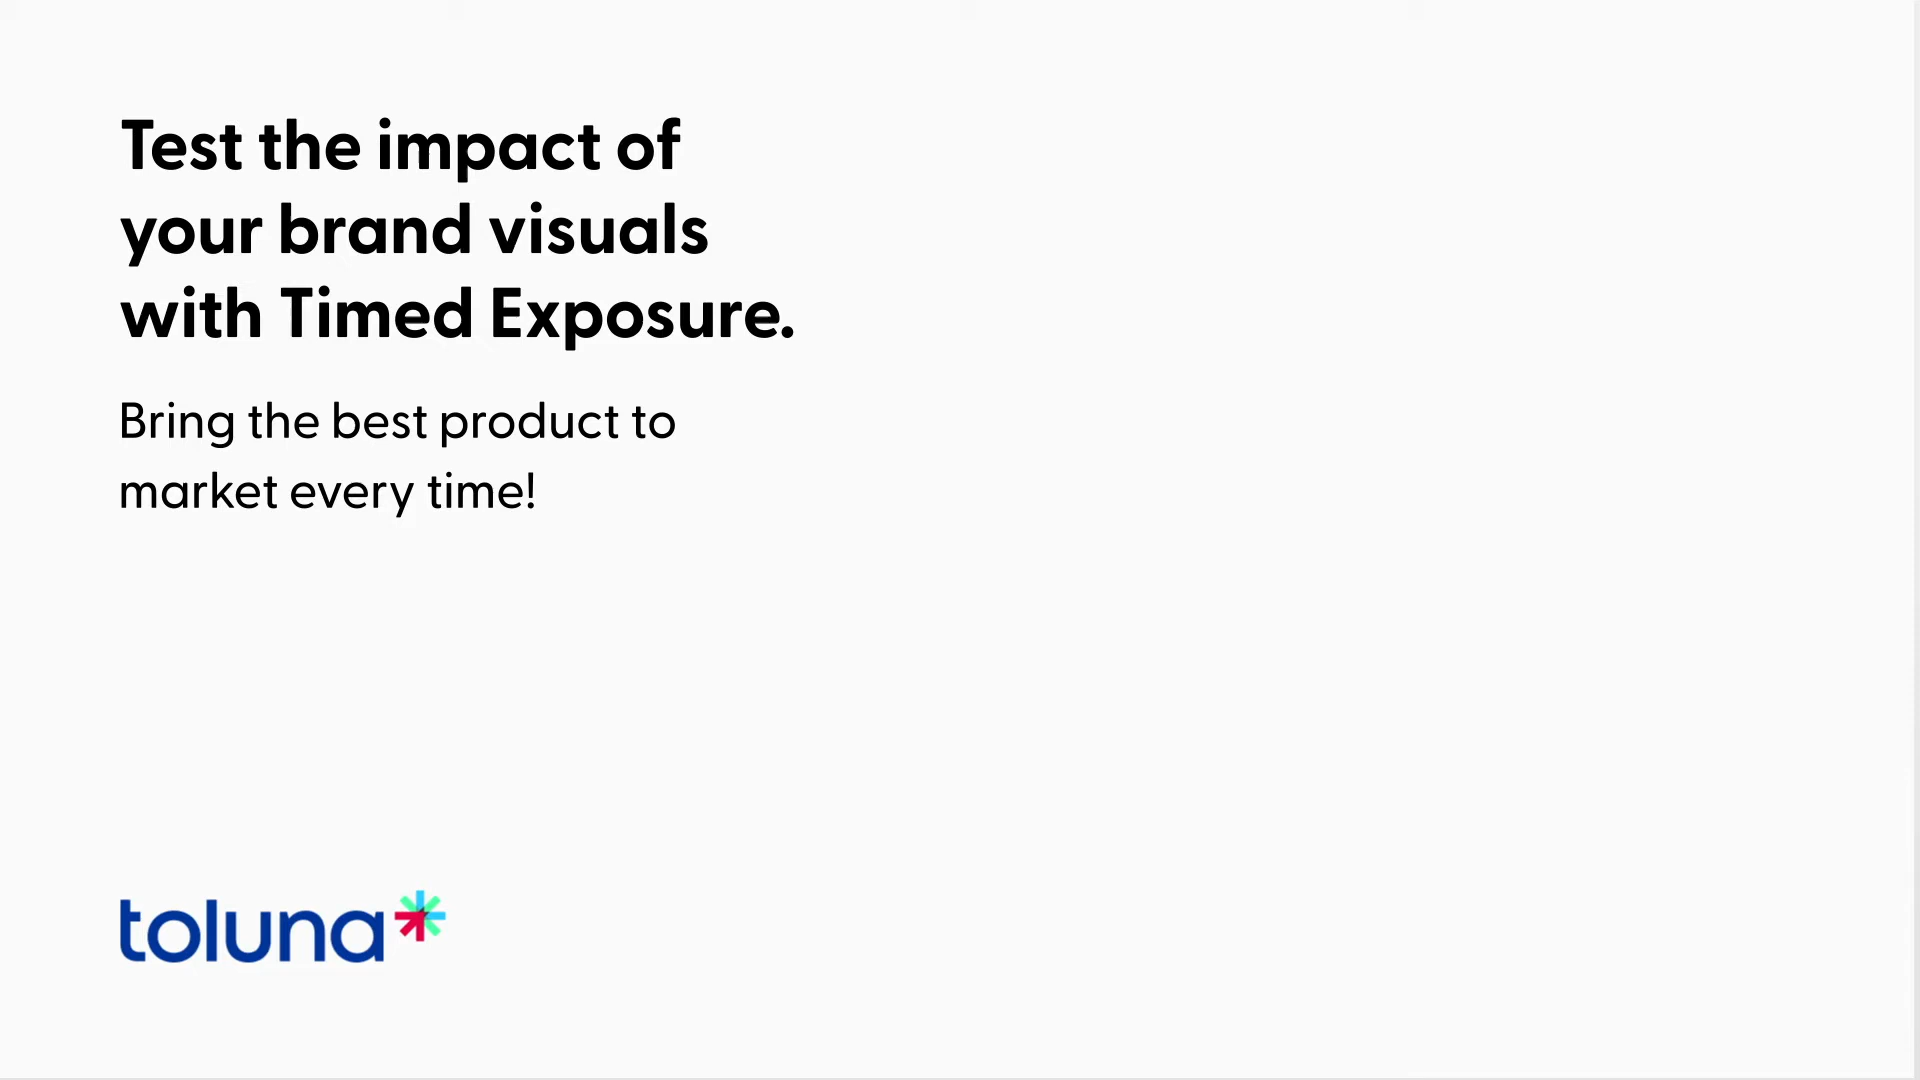 Test the impact of
your brand visuals
with Timed Exposure.
Bring the best product to
market every time!
toluna